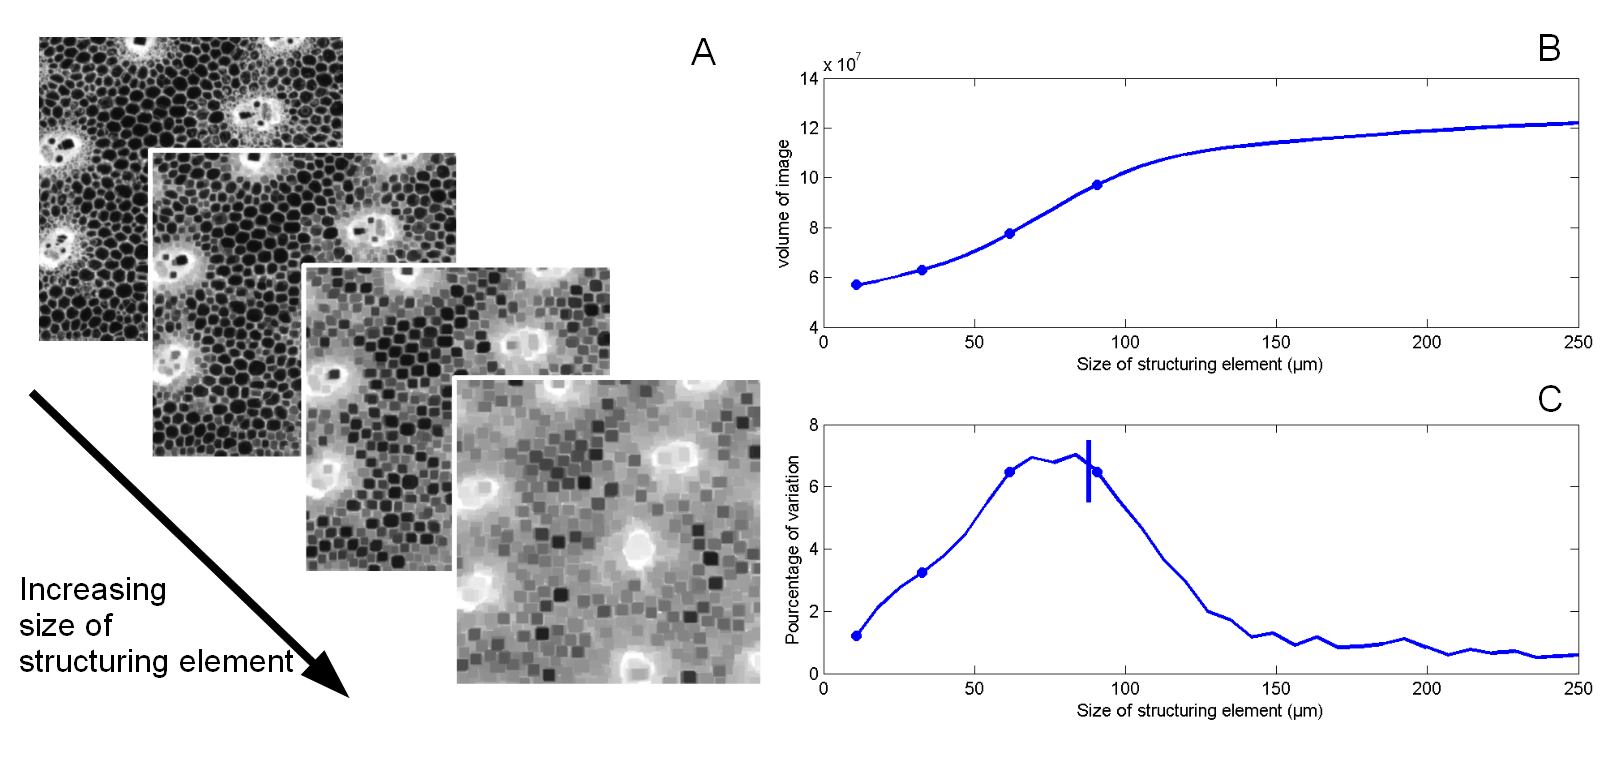 A
Increasing
size of
structuring element
B
x 10⁷
14
12
10
8
6
4
volume of image
0 50 100 150 200 250
Size of structuring element (µm)
C
8
6
4
2
0
Pourcentage of variation
0 50 100 150 200 250
Size of structuring element (µm)